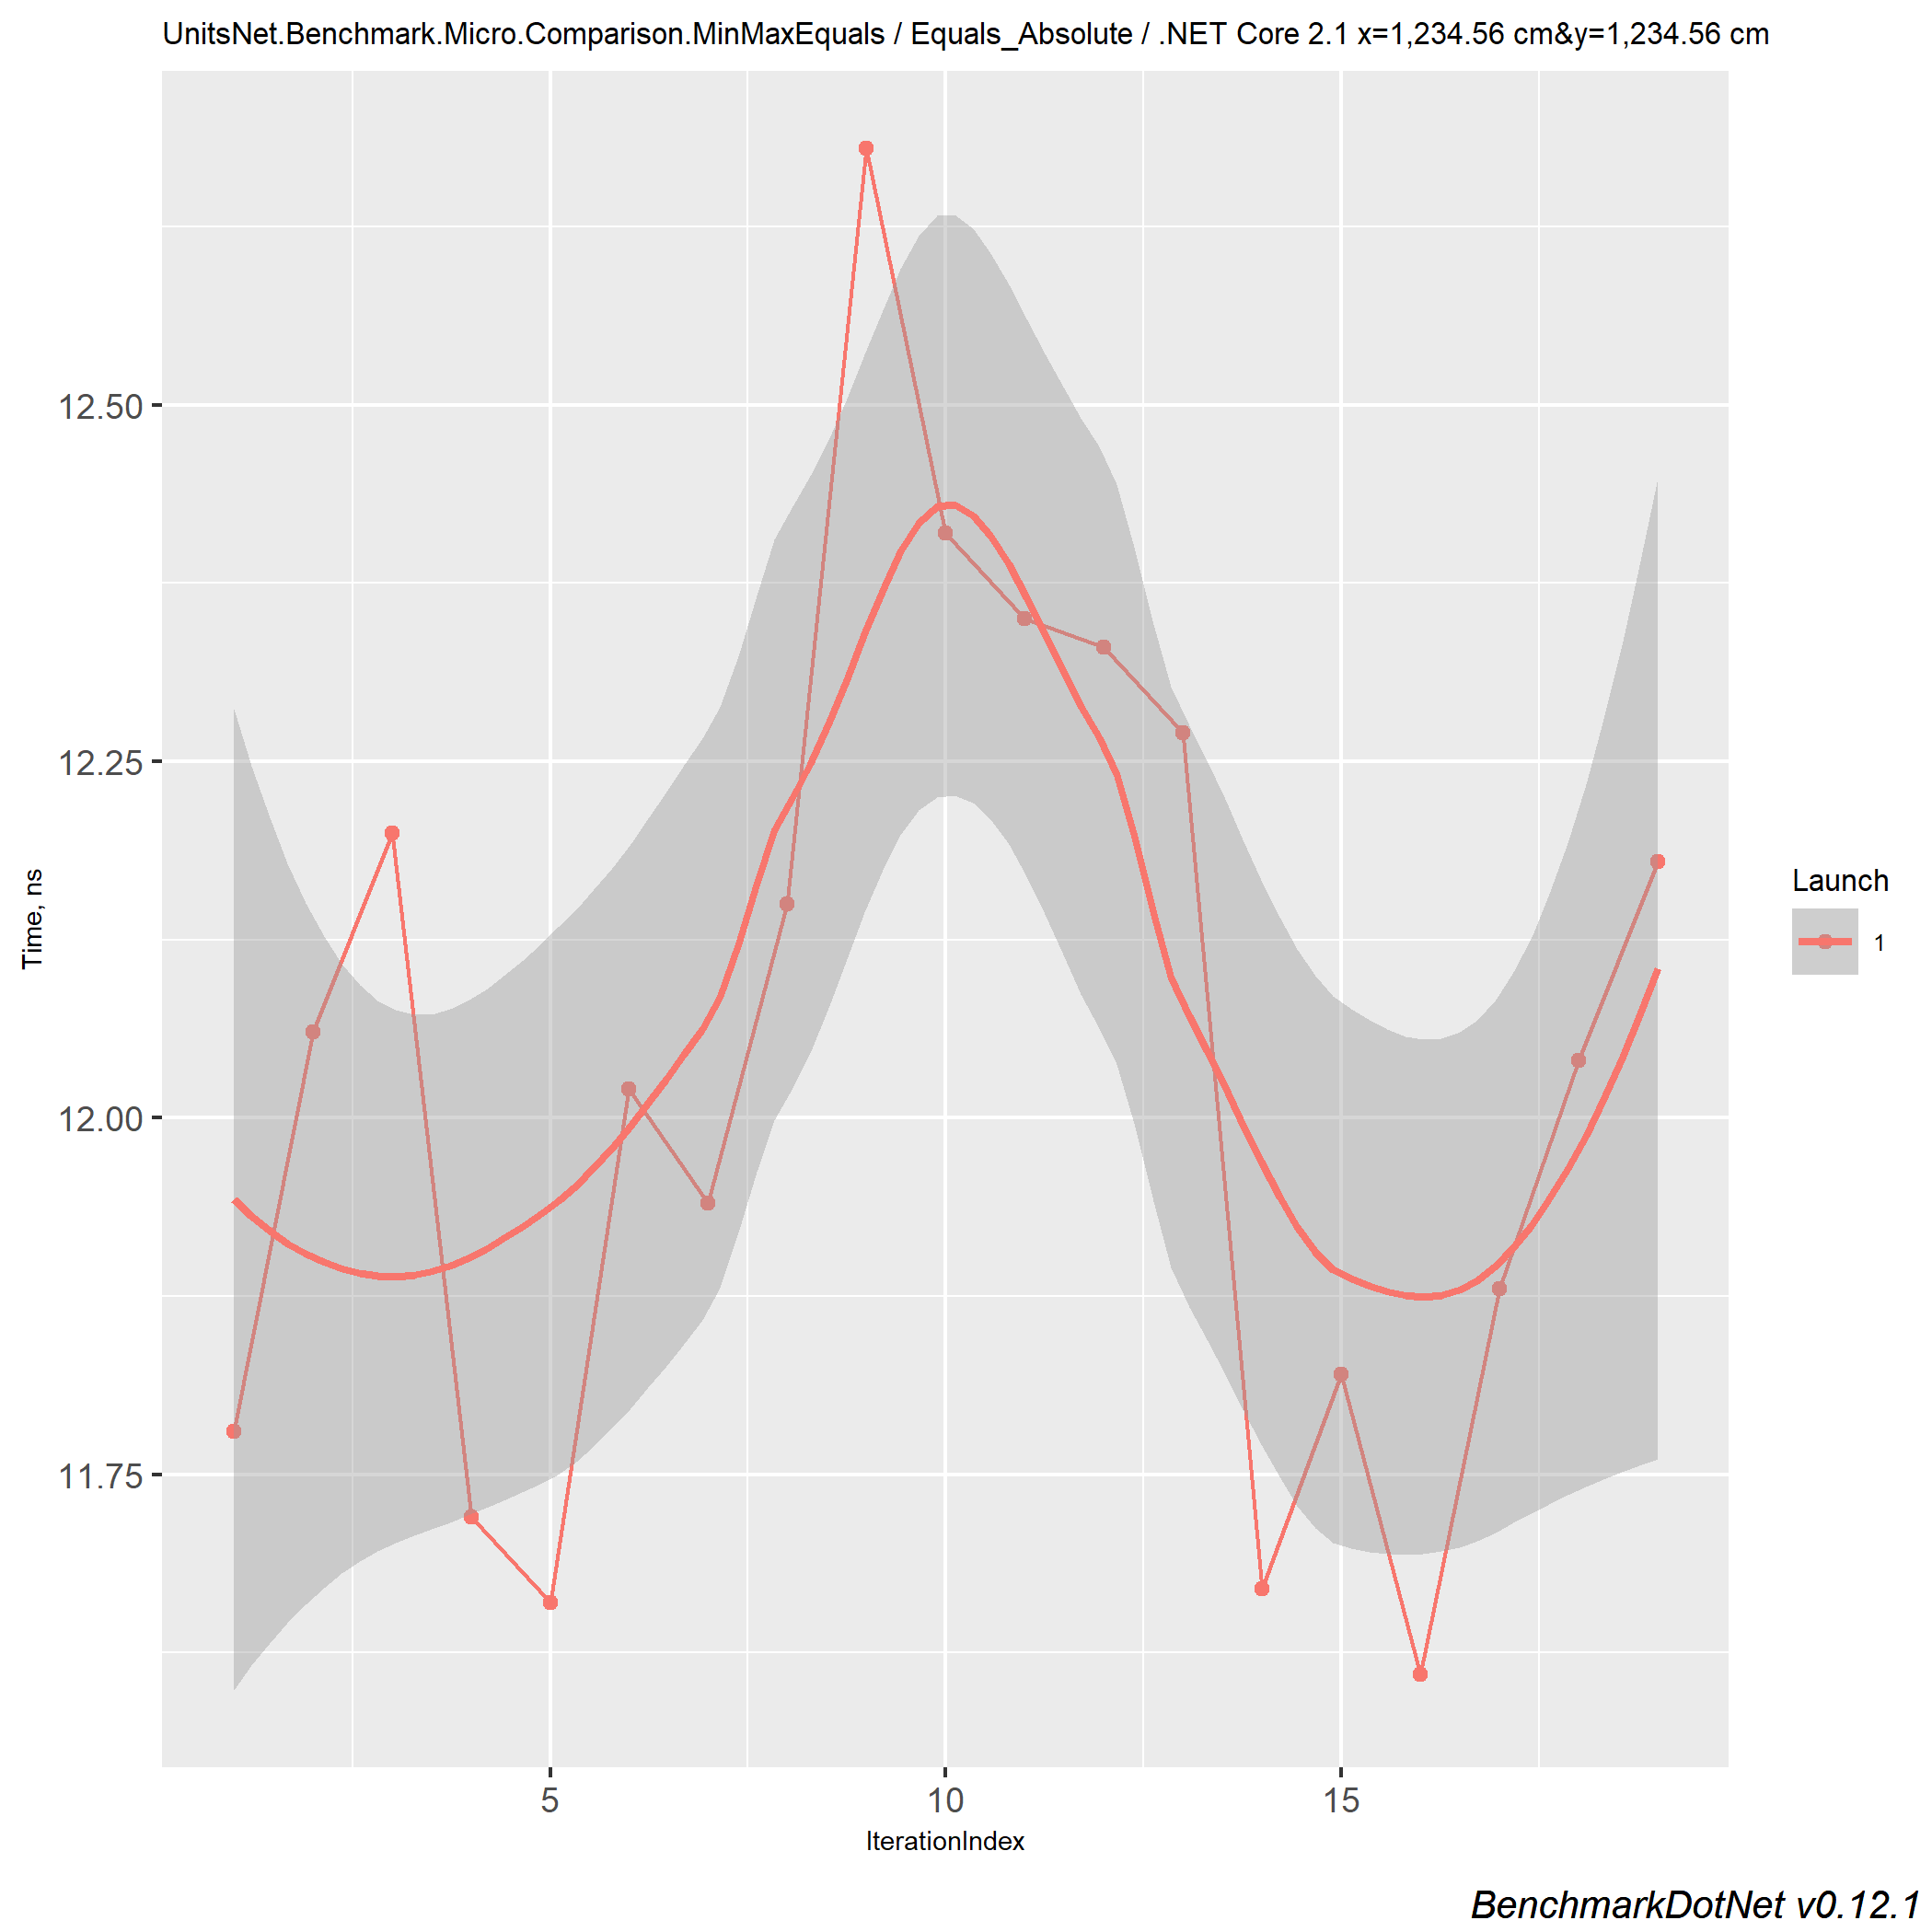 UnitsNet.Benchmark.Micro.Comparison.MinMaxEquals / Equals_Absolute / .NET Core 2.1 x=1,234.56 cm&y=1,234.56 cm
12.50
12.25
12.00
11.75
Time, ns
5 10 15
IterationIndex
Launch
1
BenchmarkDotNet v0.12.1